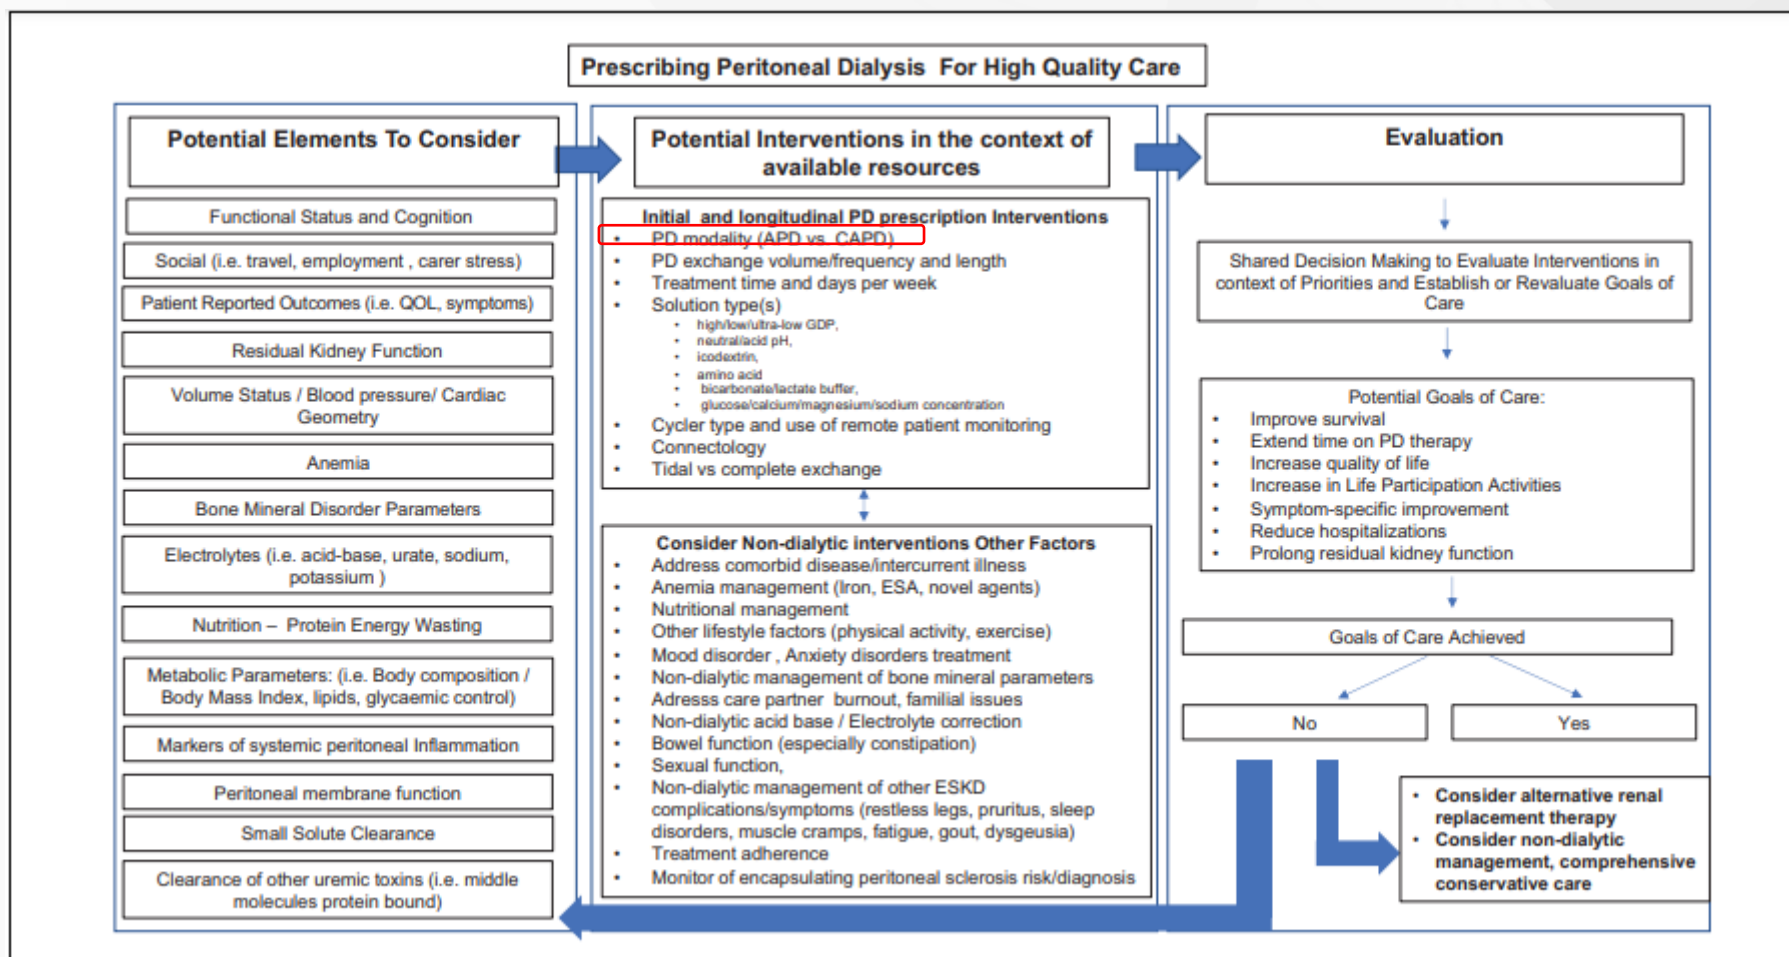 Prescribing Peritoneal Dialysis For High Quality Care
Potential Elements To Consider
Functional Status and Cognition
Social (i.e. travel, employment , carer stress)
Patient Reported Outcomes (i.e. QOL, symptoms)
Residual Kidney Function
Volume Status / Blood pressure/ Cardiac
Geometry
Anemia
Bone Mineral Disorder Parameters
Electrolytes (i.e. acid-base, urate, sodium,
potassium )
Nutrition – Protein Energy Wasting
Metabolic Parameters: (i.e. Body composition /
Body Mass Index, lipids, glycaemic control)
Markers of systemic peritoneal Inflammation
Peritoneal membrane function
Small Solute Clearance
Clearance of other uremic toxins (i.e. middle
molecules protein bound)
Potential Interventions in the context of
available resources
Initial and longitudinal PD prescription Interventions
• PD modality (APD vs. CAPD)
• PD exchange volume/frequency and length
• Treatment time and days per week
• Solution type(s)
• high/low/ultra-low GDP,
• neutral/acid pH,
• icodextrin,
• amino acid
• bicarbonate/lactate buffer,
• glucose/calcium/magnesium/sodium concentration
• Cycler type and use of remote patient monitoring
• Connectology
• Tidal vs complete exchange
Consider Non-dialytic interventions Other Factors
• Address comorbid disease/intercurrent illness
• Anemia management (Iron, ESA, novel agents)
• Nutritional management
• Other lifestyle factors (physical activity, exercise)
• Mood disorder , Anxiety disorders treatment
• Non-dialytic management of bone mineral parameters
• Adresss care partner burnout, familial issues
• Non-dialytic acid base / Electrolyte correction
• Bowel function (especially constipation)
• Sexual function,
• Non-dialytic management of other ESKD
complications/symptoms (restless legs, pruritus, sleep
disorders, muscle cramps, fatigue, gout, dysgeusia)
• Treatment adherence
• Monitor of encapsulating peritoneal sclerosis risk/diagnosis
Evaluation
Shared Decision Making to Evaluate Interventions in
context of Priorities and Establish or Revaluate Goals of
Care
Potential Goals of Care:
• Improve survival
• Extend time on PD therapy
• Increase quality of life
• Increase in Life Participation Activities
• Symptom-specific improvement
• Reduce hospitalizations
• Prolong residual kidney function
Goals of Care Achieved
No
Yes
• Consider alternative renal
replacement therapy
• Consider non-dialytic
management, comprehensive
conservative care